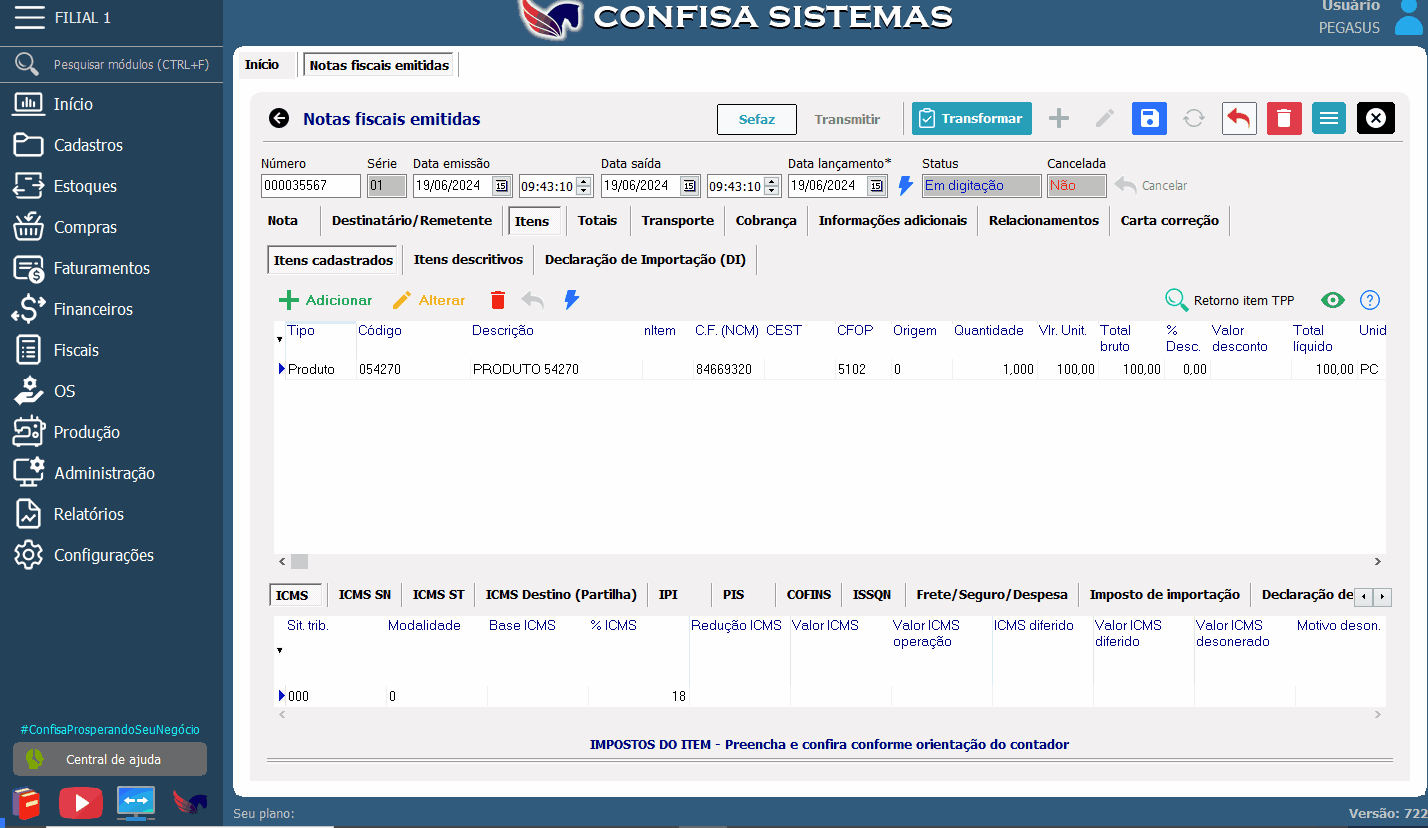 FILIAL 1
CONFISA SISTEMAS
Usuário
PEGASUS
Pesquisar módulos (CTRL+F)
Início
Cadastros
Estoques
Compras
Faturamentos
Financeiros
Fiscais
OS
Produção
Administração
Relatórios
Configurações
#ConfisaProsperandoSeuNegócio
Central de ajuda
Início
Notas fiscais emitidas
Notas fiscais emitidas
Sefaz
Transmitir
Transformar
Número Série Data emissão Data saída Data lançamento* Status Cancelada
000035567 01 19/06/2024 15 09:43:10 19/06/2024 15 09:43:10 19/06/2024 15 Em digitação Não Cancelar
Nota Destinatário/Remetente Itens Totais Transporte Cobrança Informações adicionais Relacionamentos Carta correção
Itens cadastrados Itens descritivos Declaração de Importação (DI)
Adicionar Alterar Retorno item TPP ?
Tipo Código Descrição nItem C.F. (NCM) CEST CFOP Origem Quantidade Vlr. Unit. Total bruto % Desc. Valor desconto Total líquido Unid
Produto 054270 PRODUTO 54270 84669320 5102 0 1,000 100,00 100,00 0,00 100,00 PC
ICMS ICMS SN ICMS ST ICMS Destino (Partilha) IPI PIS COFINS ISSQN Frete/Seguro/Despesa Imposto de importação Declaração de
Sit. trib. Modalidade Base ICMS % ICMS Redução ICMS Valor ICMS Valor ICMS operação ICMS diferido Valor ICMS diferido Valor ICMS desonerado Motivo deson.
000 0 18
IMPOSTOS DO ITEM - Preencha e confira conforme orientação do contador
Seu plano:
Versão: 722